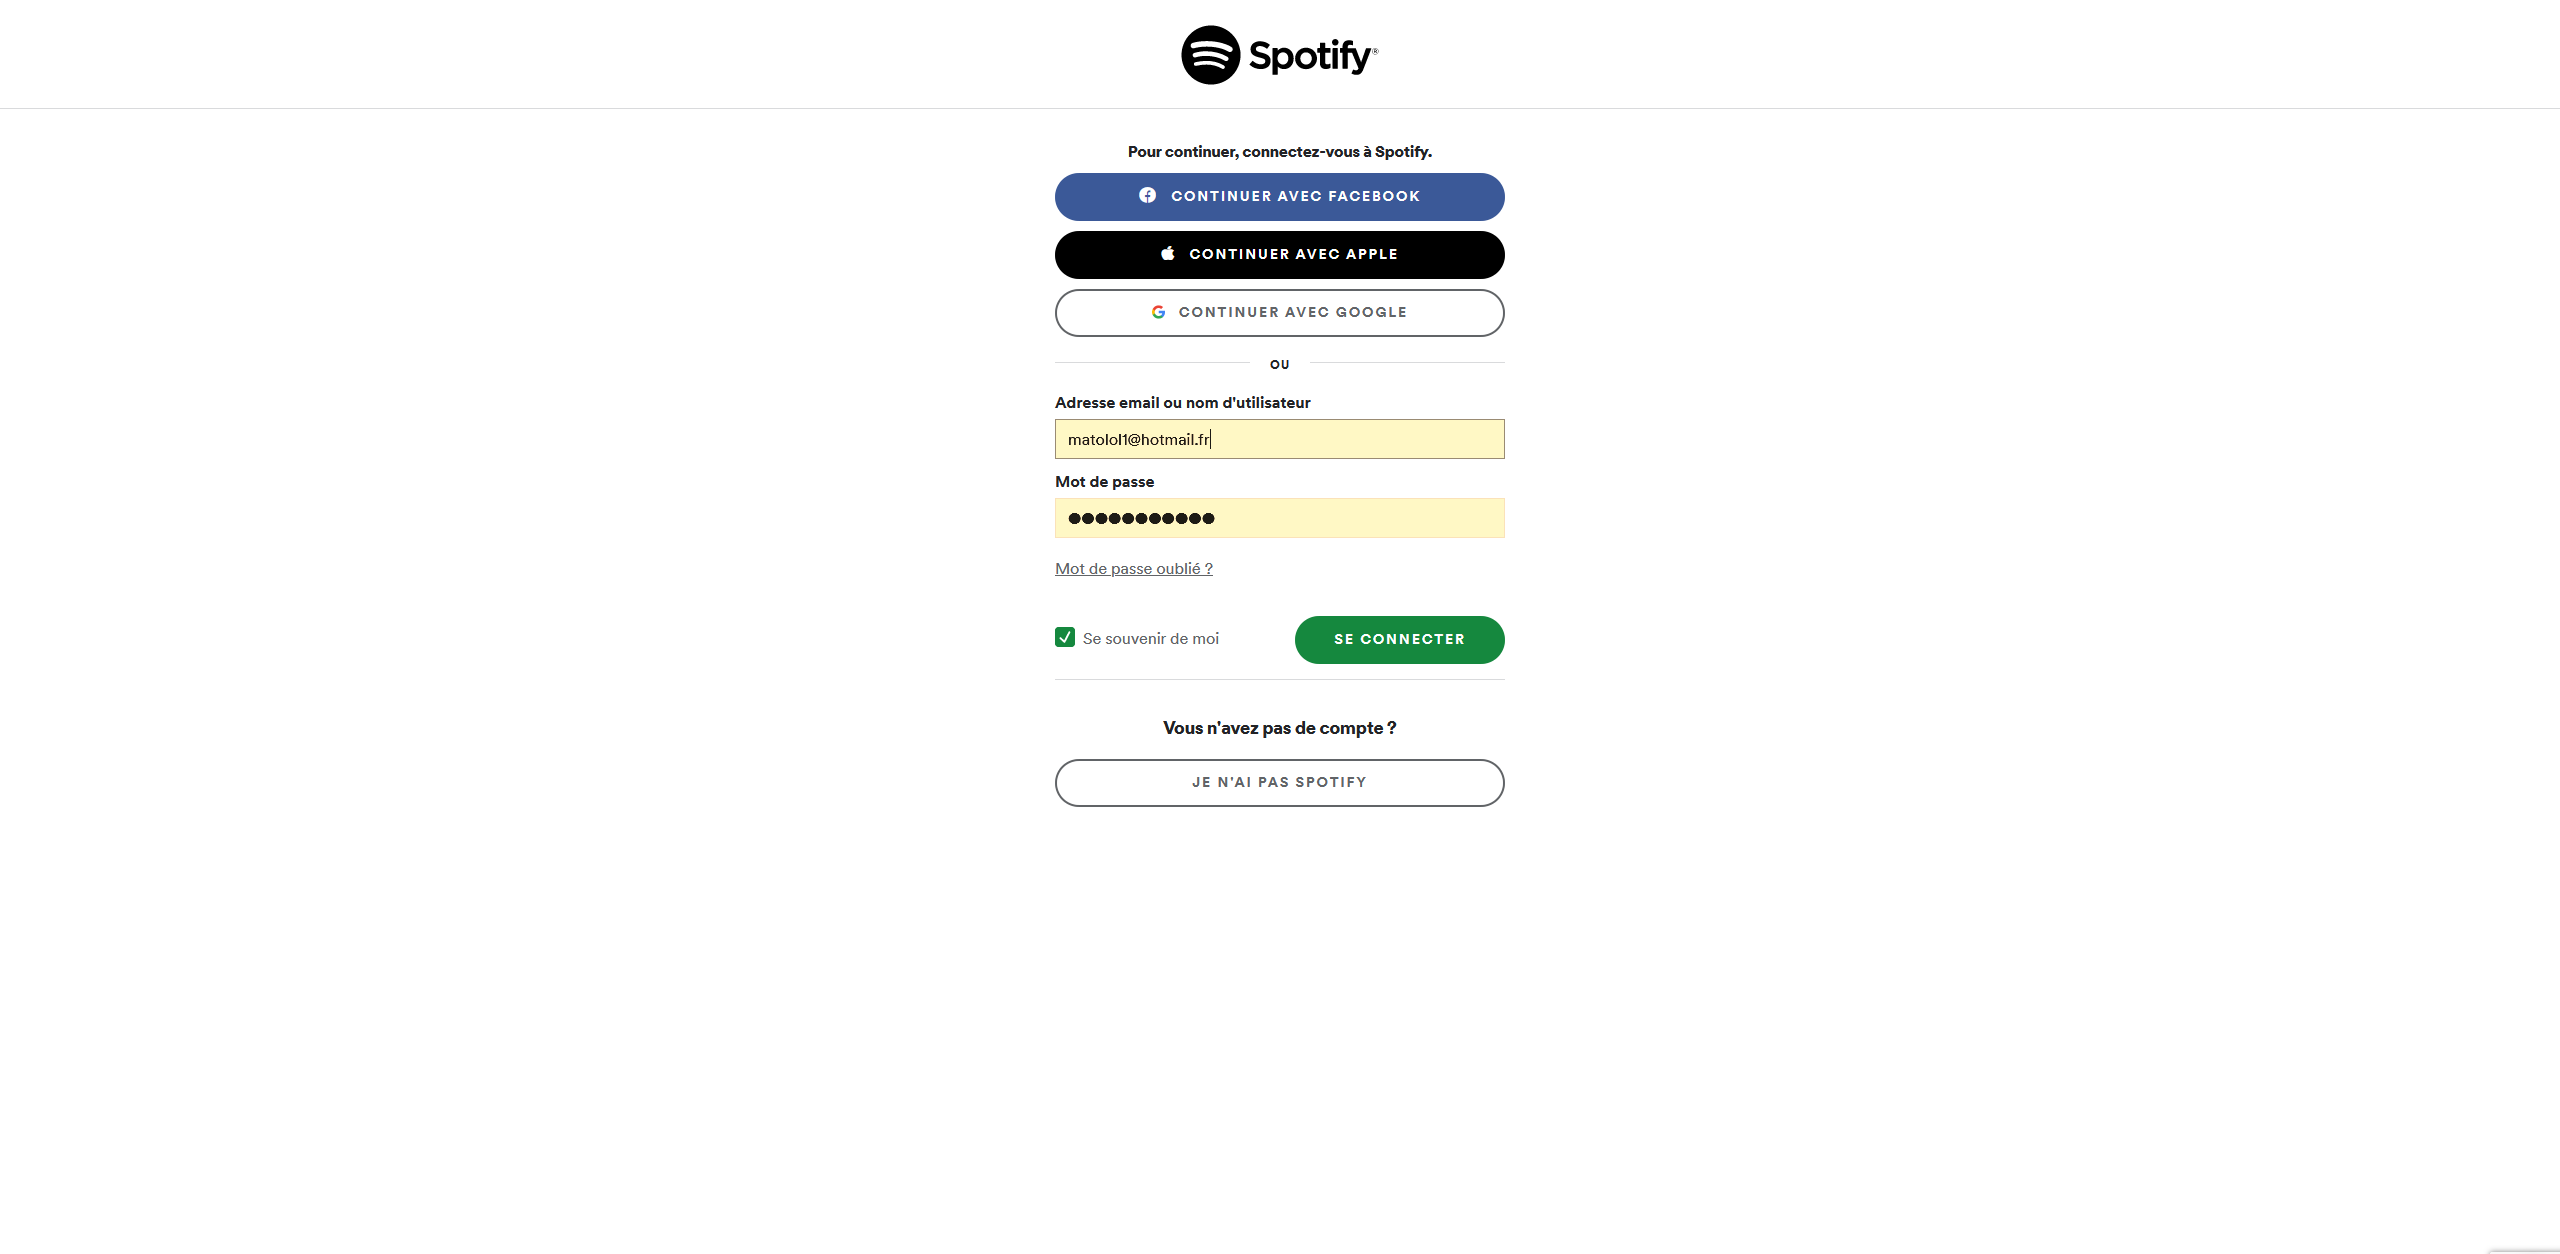 Spotify®
Pour continuer, connectez-vous à Spotify.
CONTINUER AVEC FACEBOOK
CONTINUER AVEC APPLE
CONTINUER AVEC GOOGLE
OU
Adresse email ou nom d'utilisateur
matolol1@hotmail.fr
Mot de passe
●●●●●●●●●●●
Mot de passe oublié ?
Se souvenir de moi
SE CONNECTER
Vous n'avez pas de compte ?
JE N'AI PAS SPOTIFY